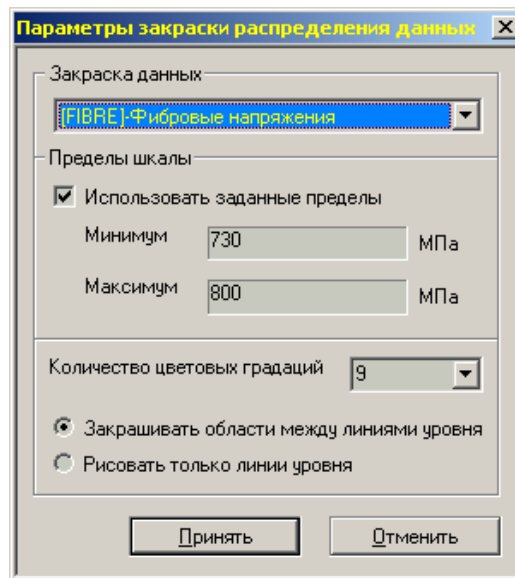 Параметры закраски распределения данных
Закраска данных
[FIBRE]-Фибровые напряжения
Пределы шкалы
Использовать заданные пределы
Минимум 730 МПа
Максимум 800 МПа
Количество цветовых градаций 9
Закрашивать области между линиями уровня
Рисовать только линии уровня
Принять Отменить